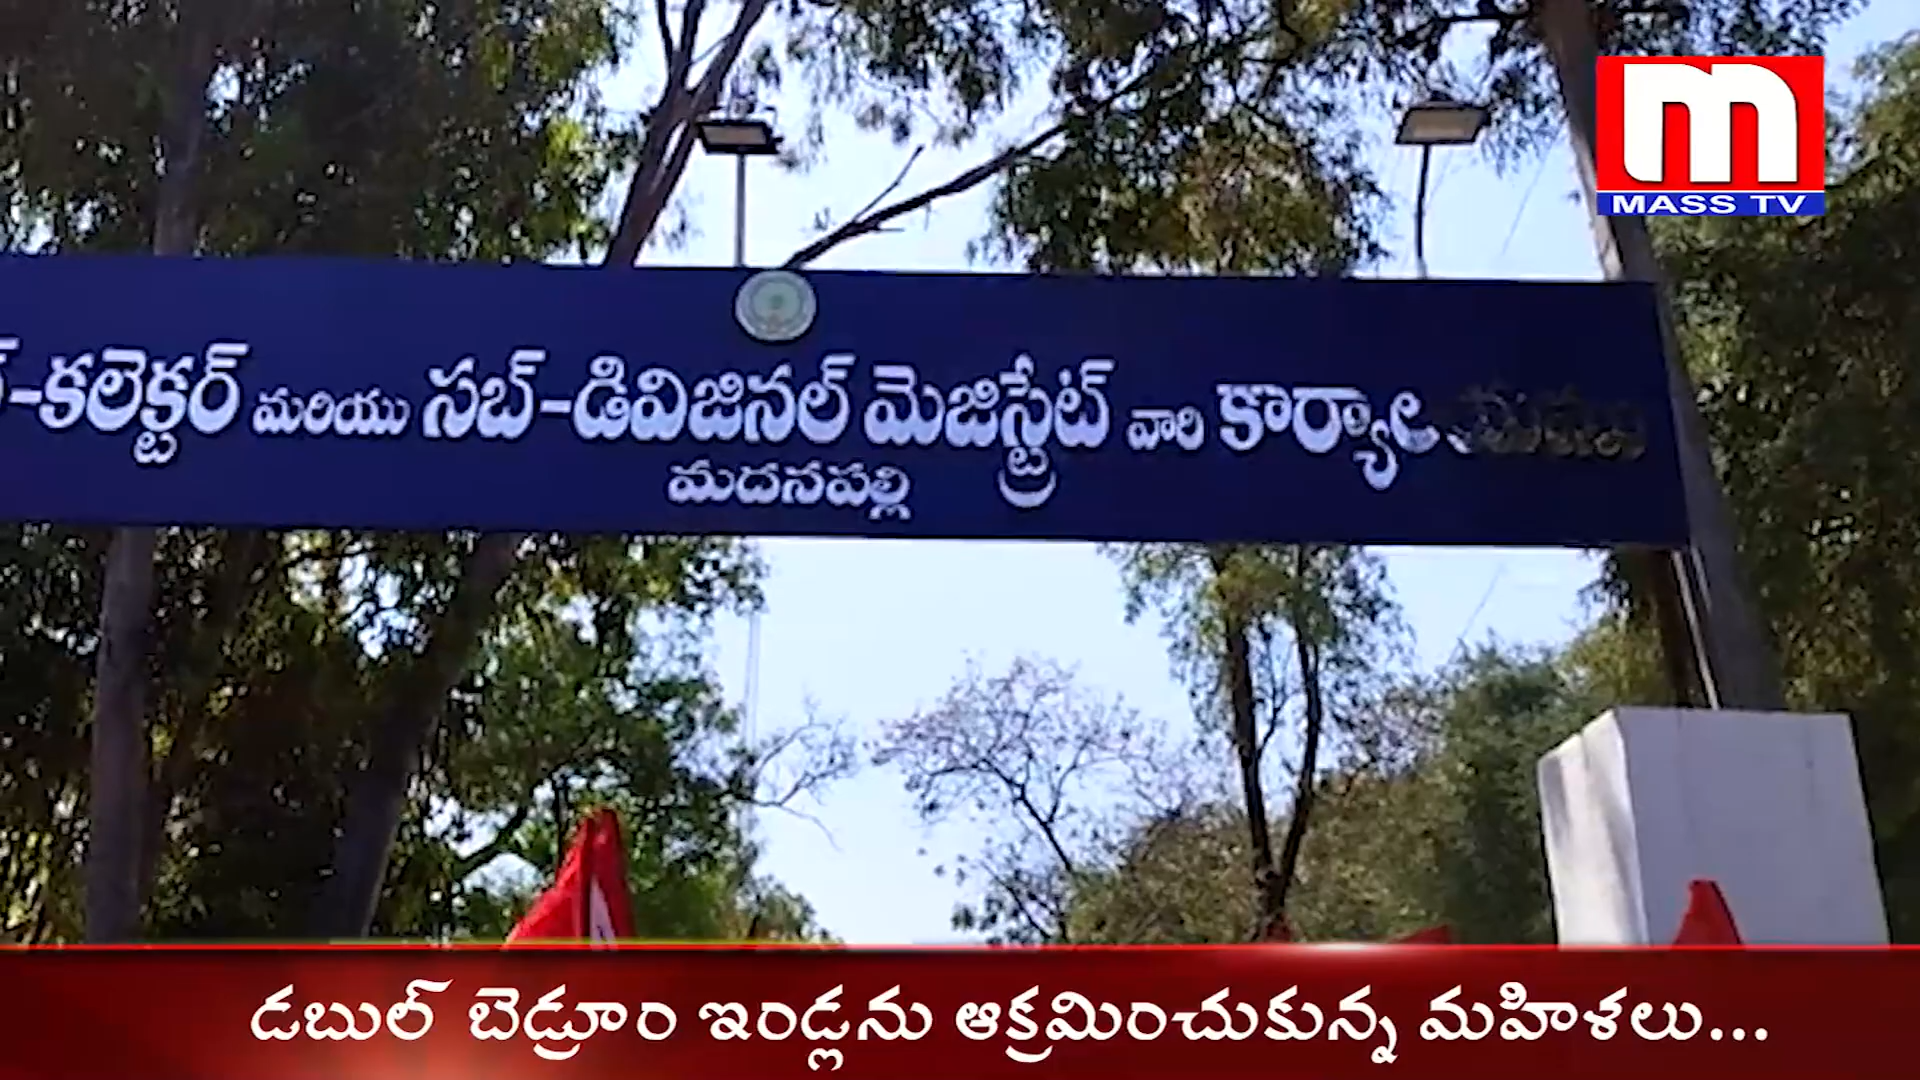 MASS TV
-కలెక్టర్ మరియు సబ్-డివిజినల్ మెజిస్ట్రేట్ వారి
మదనపల్లి
డబుల్ బెడ్రూం ఇండ్లను ఆక్రమించుకున్న మహిళలు...